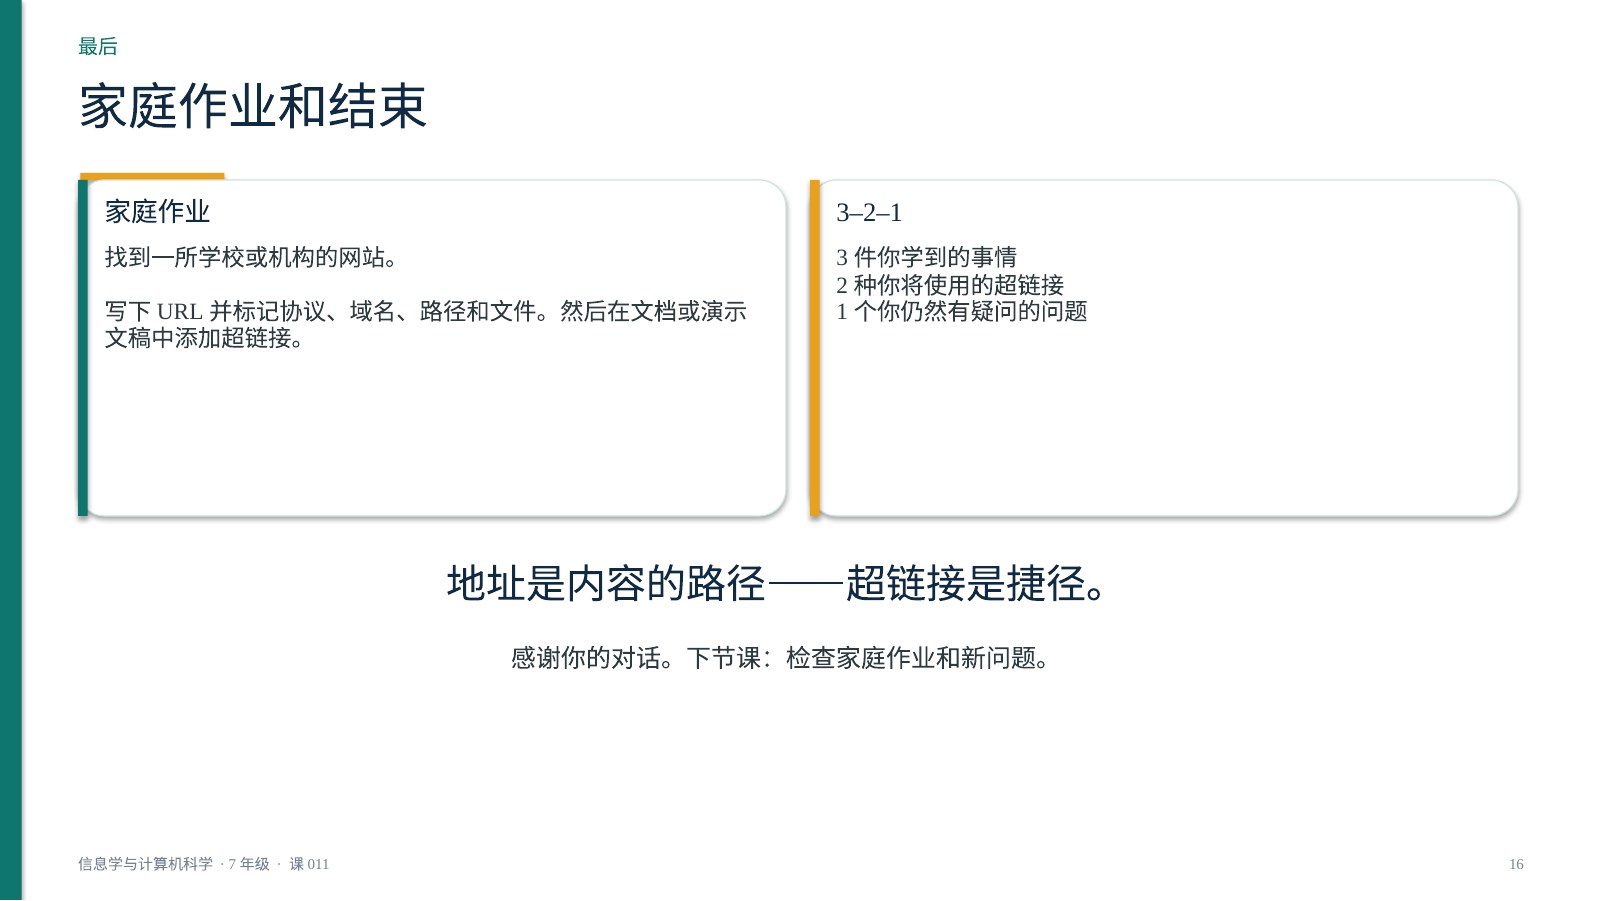 最后
家庭作业和结束
家庭作业
找到一所学校或机构的网站。
写下 URL 并标记协议、域名、路径和文件。然后在文档或演示
文稿中添加超链接。
3–2–1
3 件你学到的事情
2 种你将使用的超链接
1 个你仍然有疑问的问题
地址是内容的路径——超链接是捷径。
感谢你的对话。下节课：检查家庭作业和新问题。
信息学与计算机科学 · 7 年级 · 课 011
16